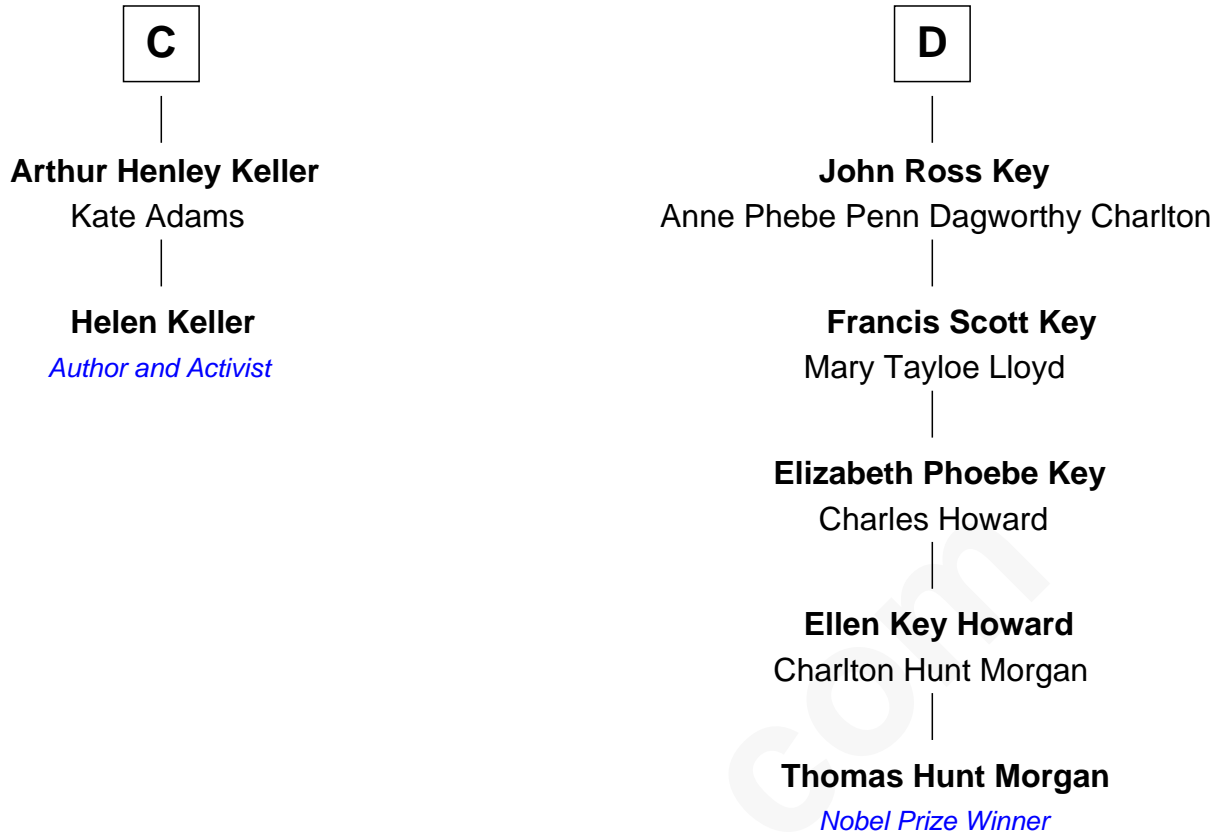 C
Arthur Henley Keller
Kate Adams
Helen Keller
Author and Activist
D
John Ross Key
Anne Phebe Penn Dagworthy Charlton
Francis Scott Key
Mary Tayloe Lloyd
Elizabeth Phoebe Key
Charles Howard
Ellen Key Howard
Charlton Hunt Morgan
Thomas Hunt Morgan
Nobel Prize Winner
com